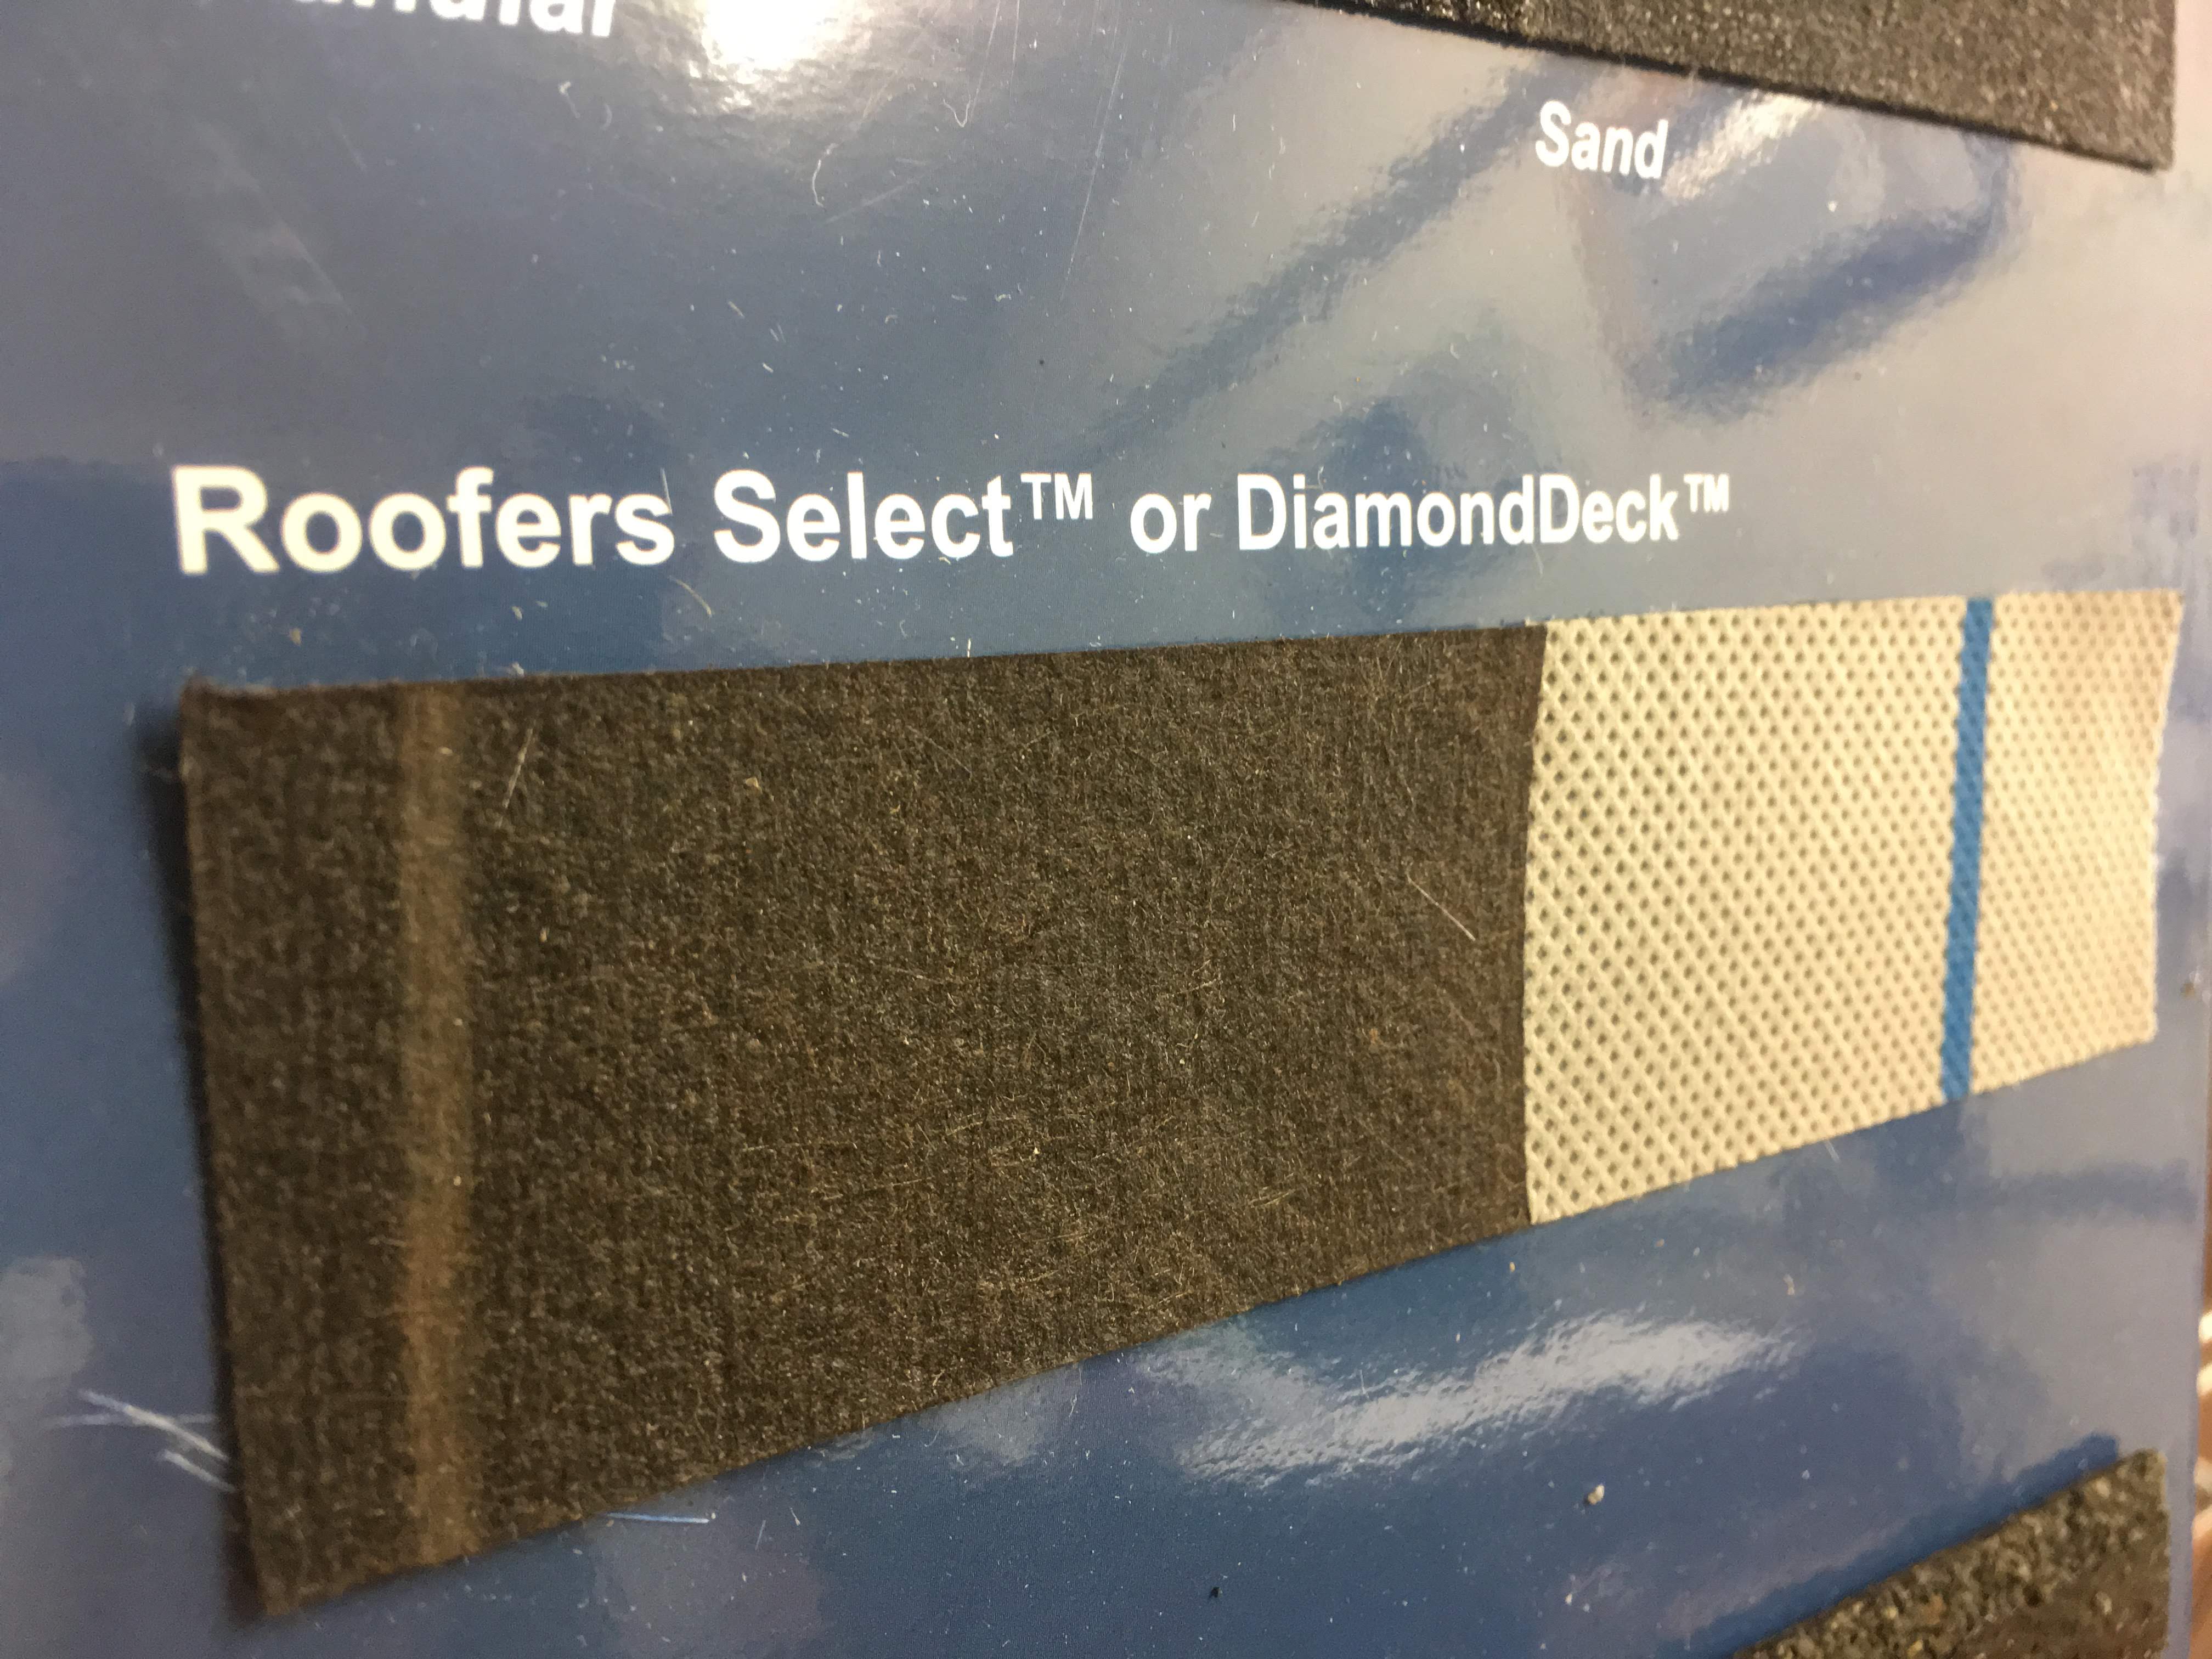 Sand
Roofers Select™ or DiamondDeck™